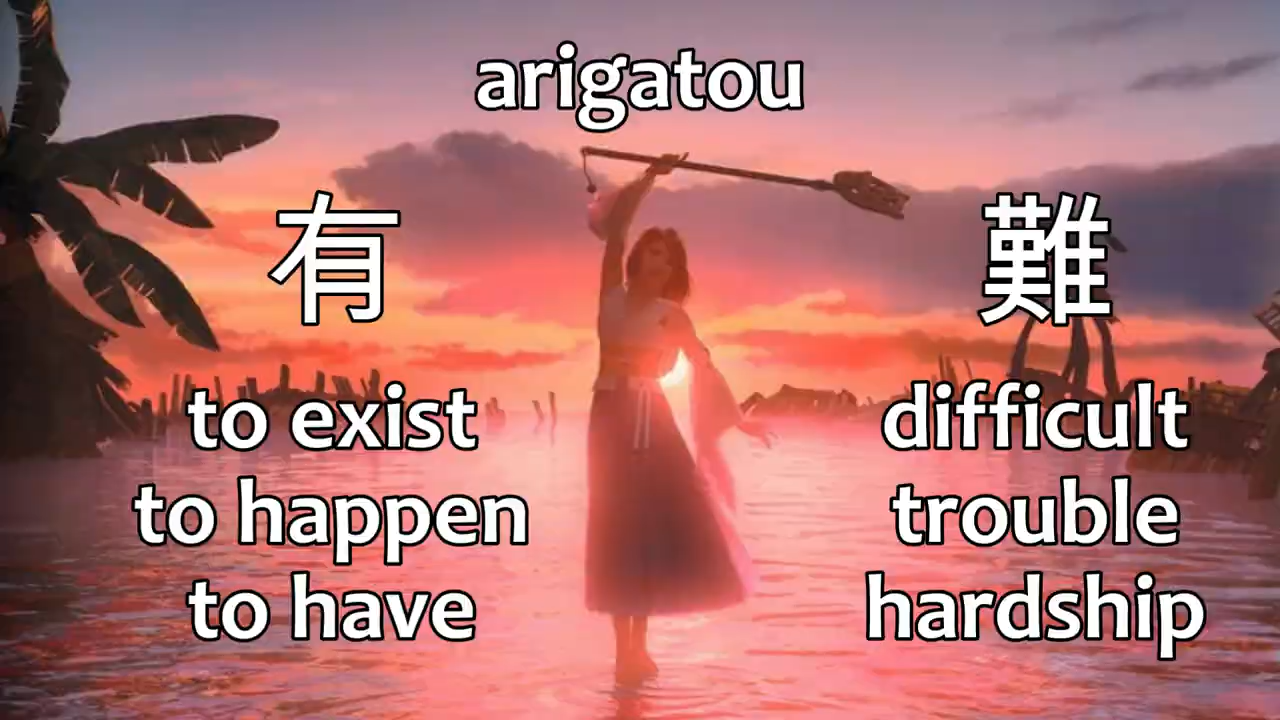 arigatou
有 難
to exist difficult
to happen trouble
to have hardship